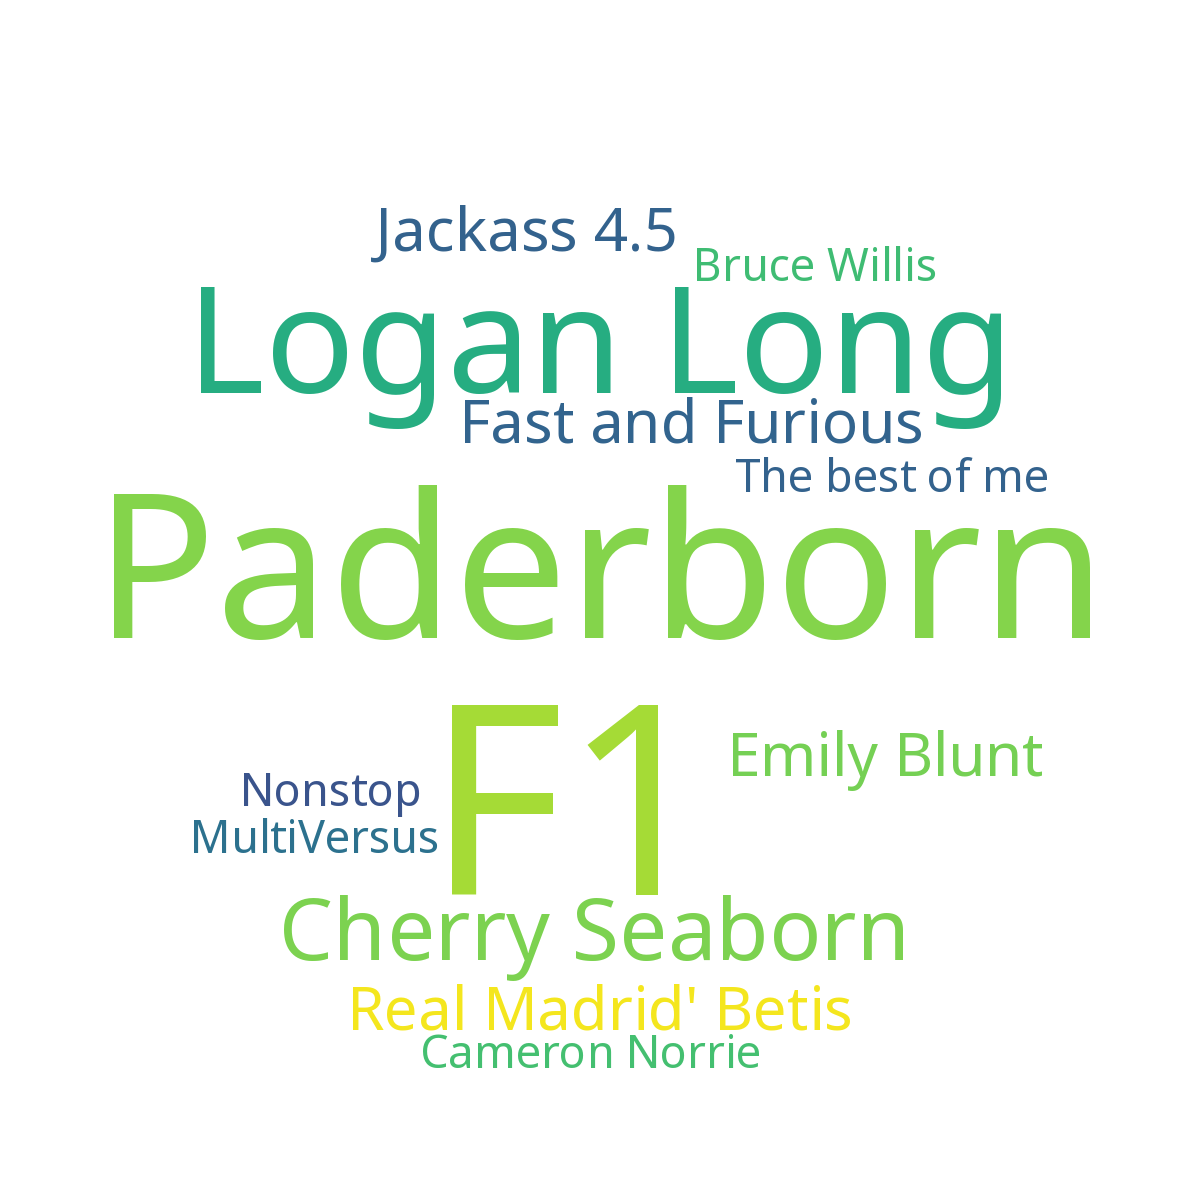 Jackass 4.5
Bruce Willis
Logan Long
Fast and Furious
The best of me
Paderborn
F1
Emily Blunt
Nonstop
MultiVersus
Cherry Seaborn
Real Madrid' Betis
Cameron Norrie